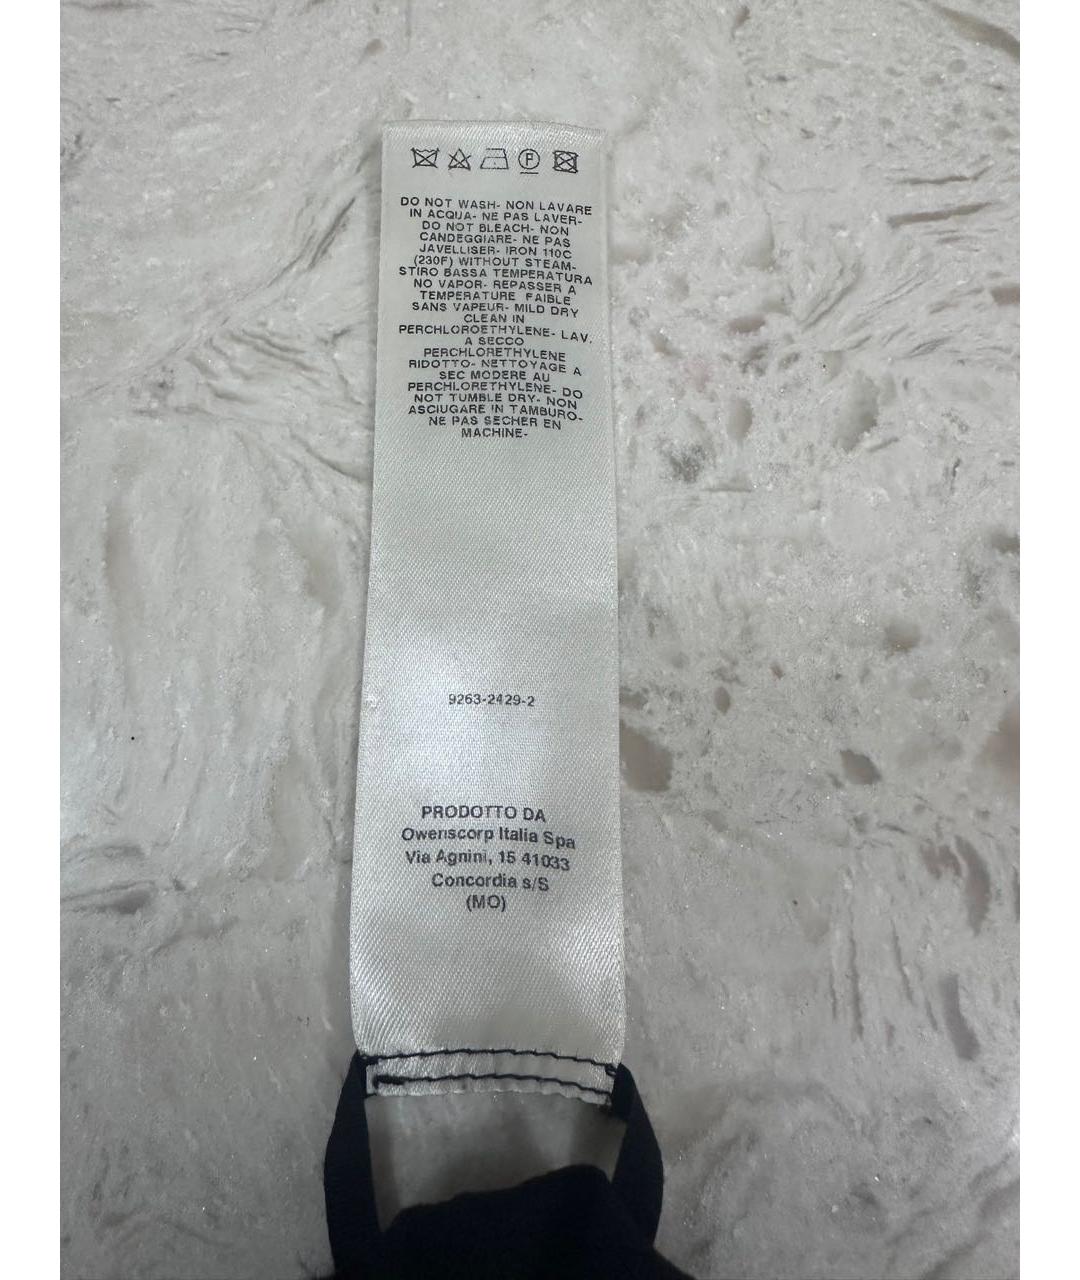 P
DO NOT WASH- NON LAVARE
IN ACQUA- NE PAS LAVER-
DO NOT BLEACH- NON
CANDEGGIARE- NE PAS
JAVELLISER- IRON 110C
(230F) WITHOUT STEAM-
STIRO BASSA TEMPERATURA
NO VAPOR- REPASSER A
TEMPERATURE FAIBLE
SANS VAPEUR- MILD DRY
CLEAN IN
PERCHLOROETHYLENE- LAV.
A SECCO
PERCHLORETHYLENE
RIDOTTO- NETTOYAGE A
SEC MODERE AU
PERCHLORETHYLENE- DO
NOT TUMBLE DRY- NON
ASCIUGARE IN TAMBURO-
NE PAS SECHER EN
MACHINE-
9263-2429-2
PRODOTTO DA
Owenscorp Italia Spa
Via Agnini, 15 41033
Concordia s/S
(MO)